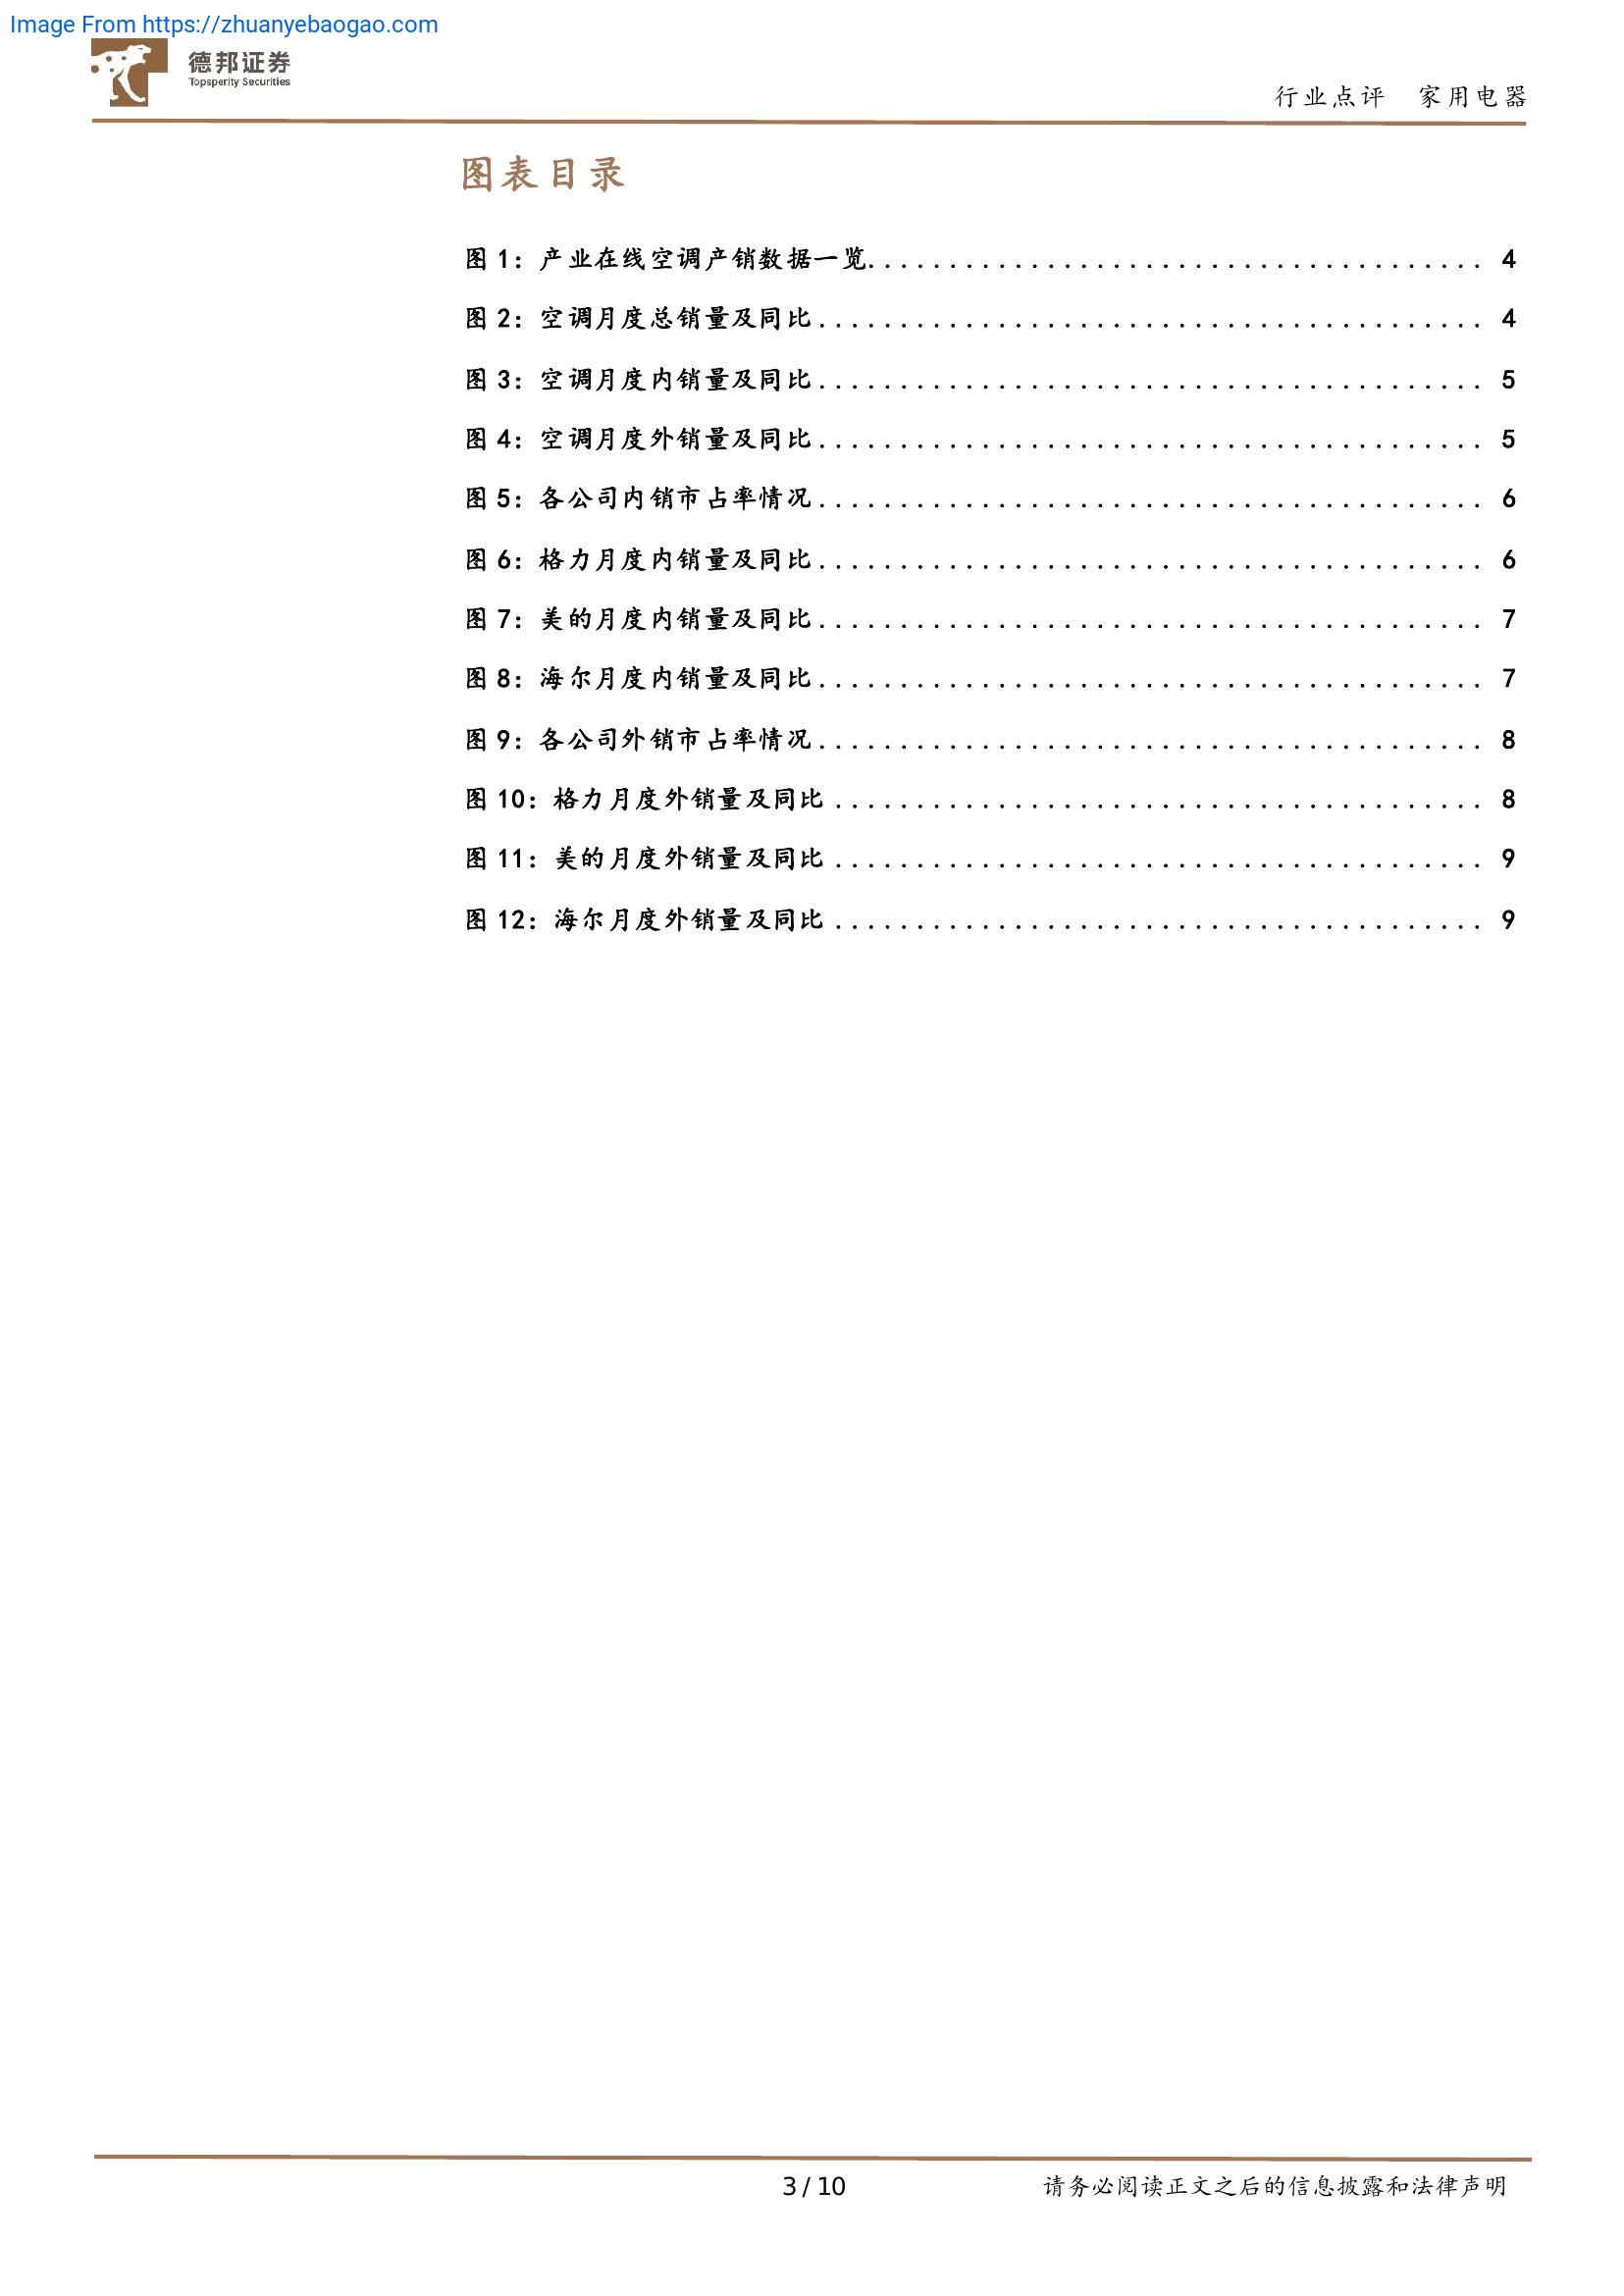 Image From https://zhuanyebaogao.com
德邦证券
Topsperity Securities
行业点评 家用电器
图表目录
图 1：产业在线空调产销数据一览...................................... 4
图 2：空调月度总销量及同比......................................... 4
图 3：空调月度内销量及同比......................................... 5
图 4：空调月度外销量及同比......................................... 5
图 5：各公司内销市占率情况......................................... 6
图 6：格力月度内销量及同比......................................... 6
图 7：美的月度内销量及同比......................................... 7
图 8：海尔月度内销量及同比......................................... 7
图 9：各公司外销市占率情况......................................... 8
图 10：格力月度外销量及同比........................................ 8
图 11：美的月度外销量及同比........................................ 9
图 12：海尔月度外销量及同比........................................ 9
3 / 10 请务必阅读正文之后的信息披露和法律声明